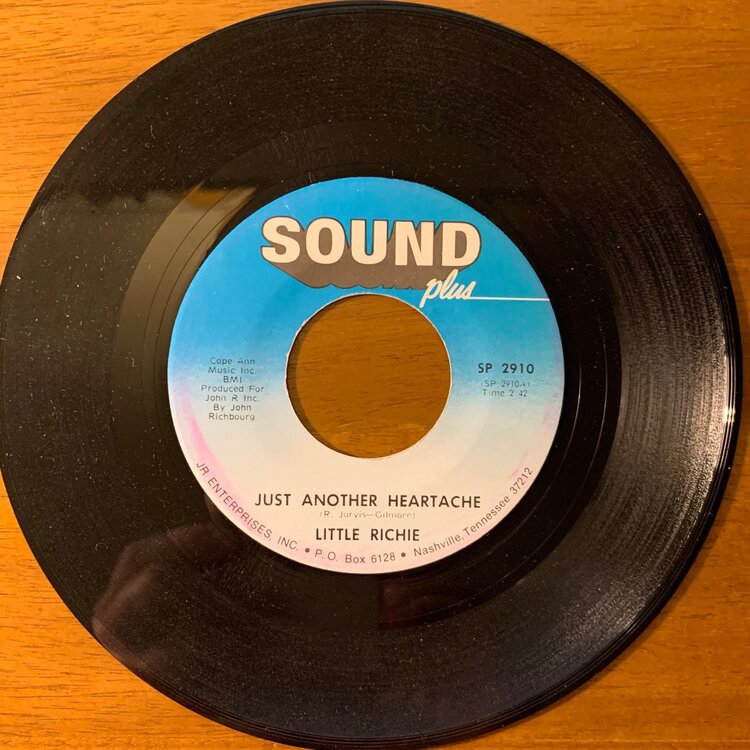 SOUND
plus
Cape Ann
Music Inc.
BMI
Produced For
John R Inc.
By John
Richbourg
SP 2910
(SP 2910A)
Time 2:42
JUST ANOTHER HEARTACHE
(R. Jarvis—Gilmore)
LITTLE RICHIE
JR ENTERPRISES, INC. • P. O. Box 6128 • Nashville, Tennessee 37212